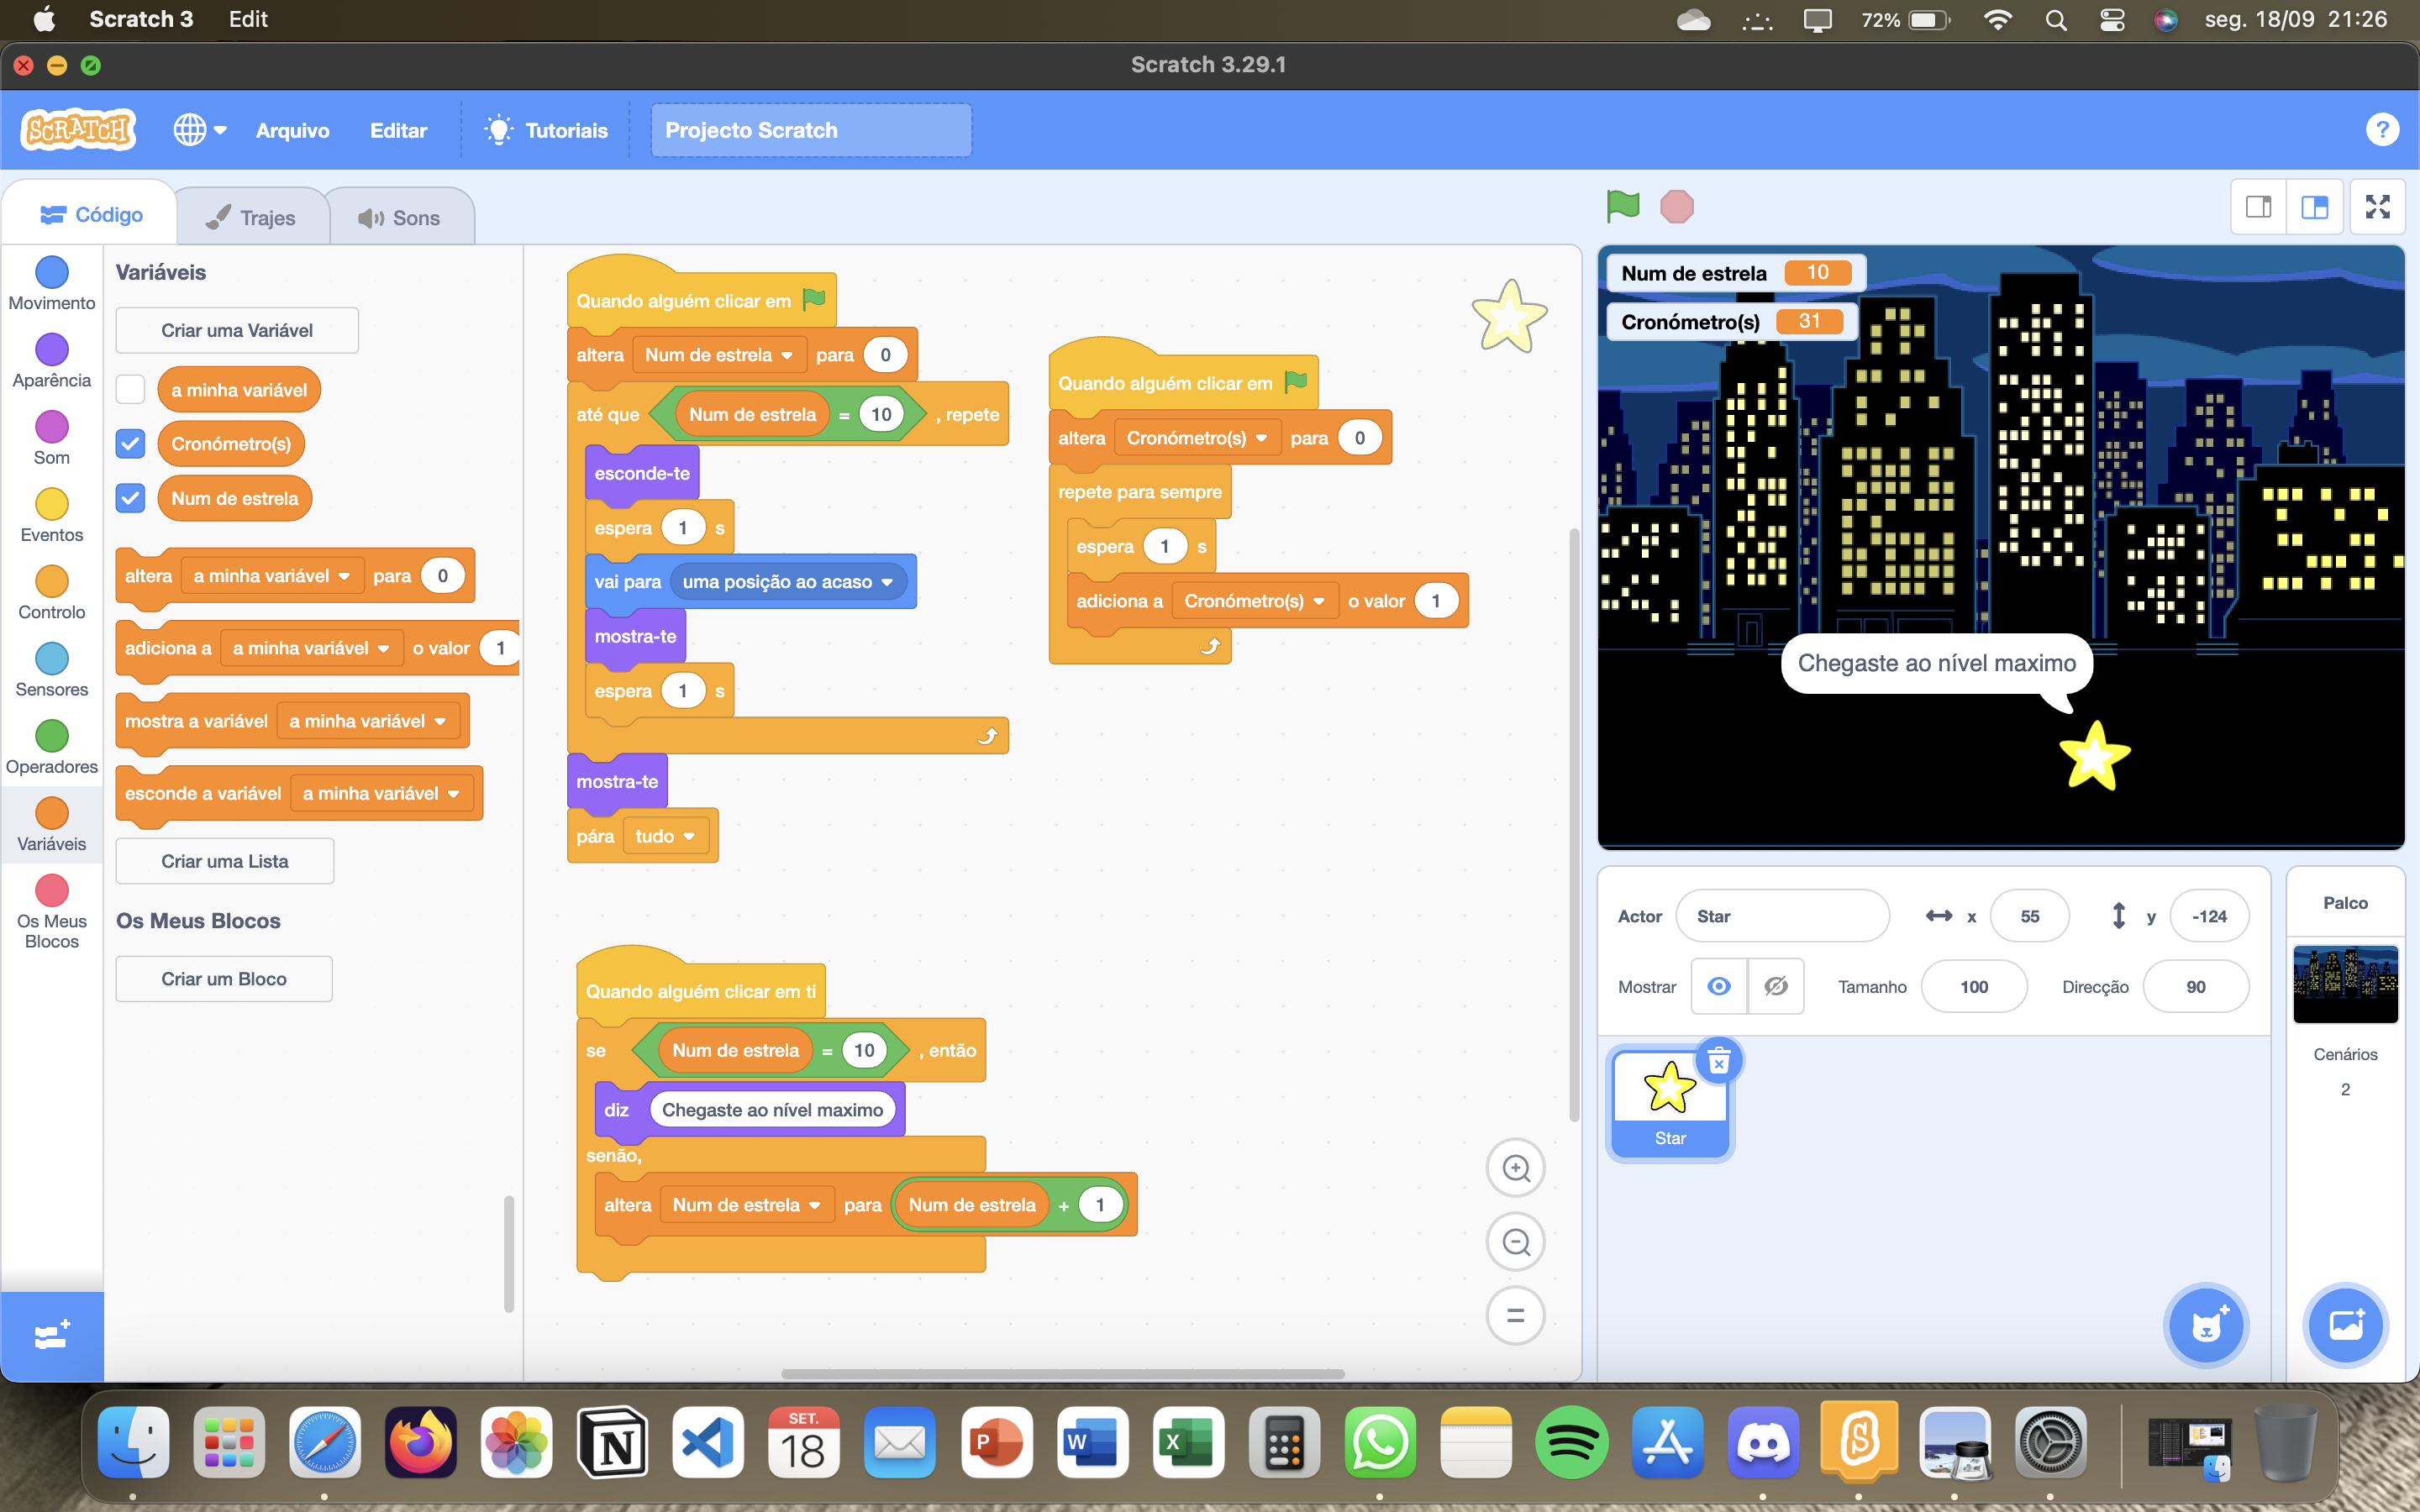 Scratch 3 Edit 72% seg. 18/09 21:26
Scratch 3.29.1
SCRATCH Arquivo Editar Tutoriais Projecto Scratch ?
Código Trajes Sons
Movimento
Aparência
Som
Eventos
Controlo
Sensores
Operadores
Variáveis
Os Meus
Blocos
Variáveis
Criar uma Variável
a minha variável
Cronómetro(s)
Num de estrela
altera a minha variável para 0
adiciona a a minha variável o valor 1
mostra a variável a minha variável
esconde a variável a minha variável
Criar uma Lista
Os Meus Blocos
Criar um Bloco
Quando alguém clicar em
altera Num de estrela para 0
até que Num de estrela = 10 , repete
esconde-te
espera 1 s
vai para uma posição ao acaso
mostra-te
espera 1 s
mostra-te
pára tudo
Quando alguém clicar em
altera Cronómetro(s) para 0
repete para sempre
espera 1 s
adiciona a Cronómetro(s) o valor 1
Quando alguém clicar em ti
se Num de estrela = 10 , então
diz Chegaste ao nível maximo
senão,
altera Num de estrela para Num de estrela + 1
Num de estrela 10
Cronómetro(s) 31
Chegaste ao nível maximo
Actor Star x 55 y -124
Mostrar Tamanho 100 Direcção 90
Star
Palco
Cenários
2
SET.
18
N
P
W
X
S